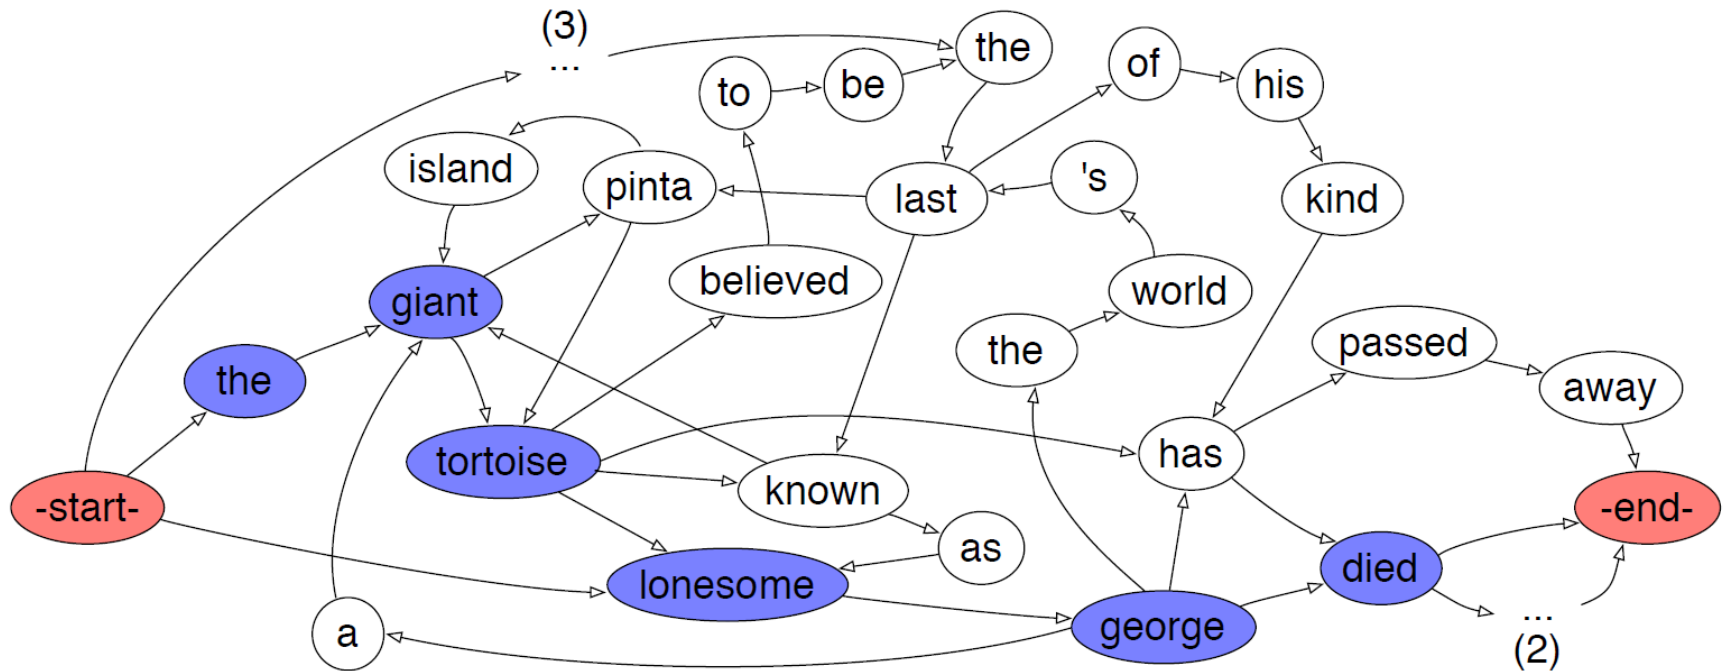 (3)
...
the
of
to
be
his
island
pinta
last
's
kind
believed
world
giant
the
passed
the
away
tortoise
has
known
-start-
-end-
as
died
lonesome
a
george
...
(2)